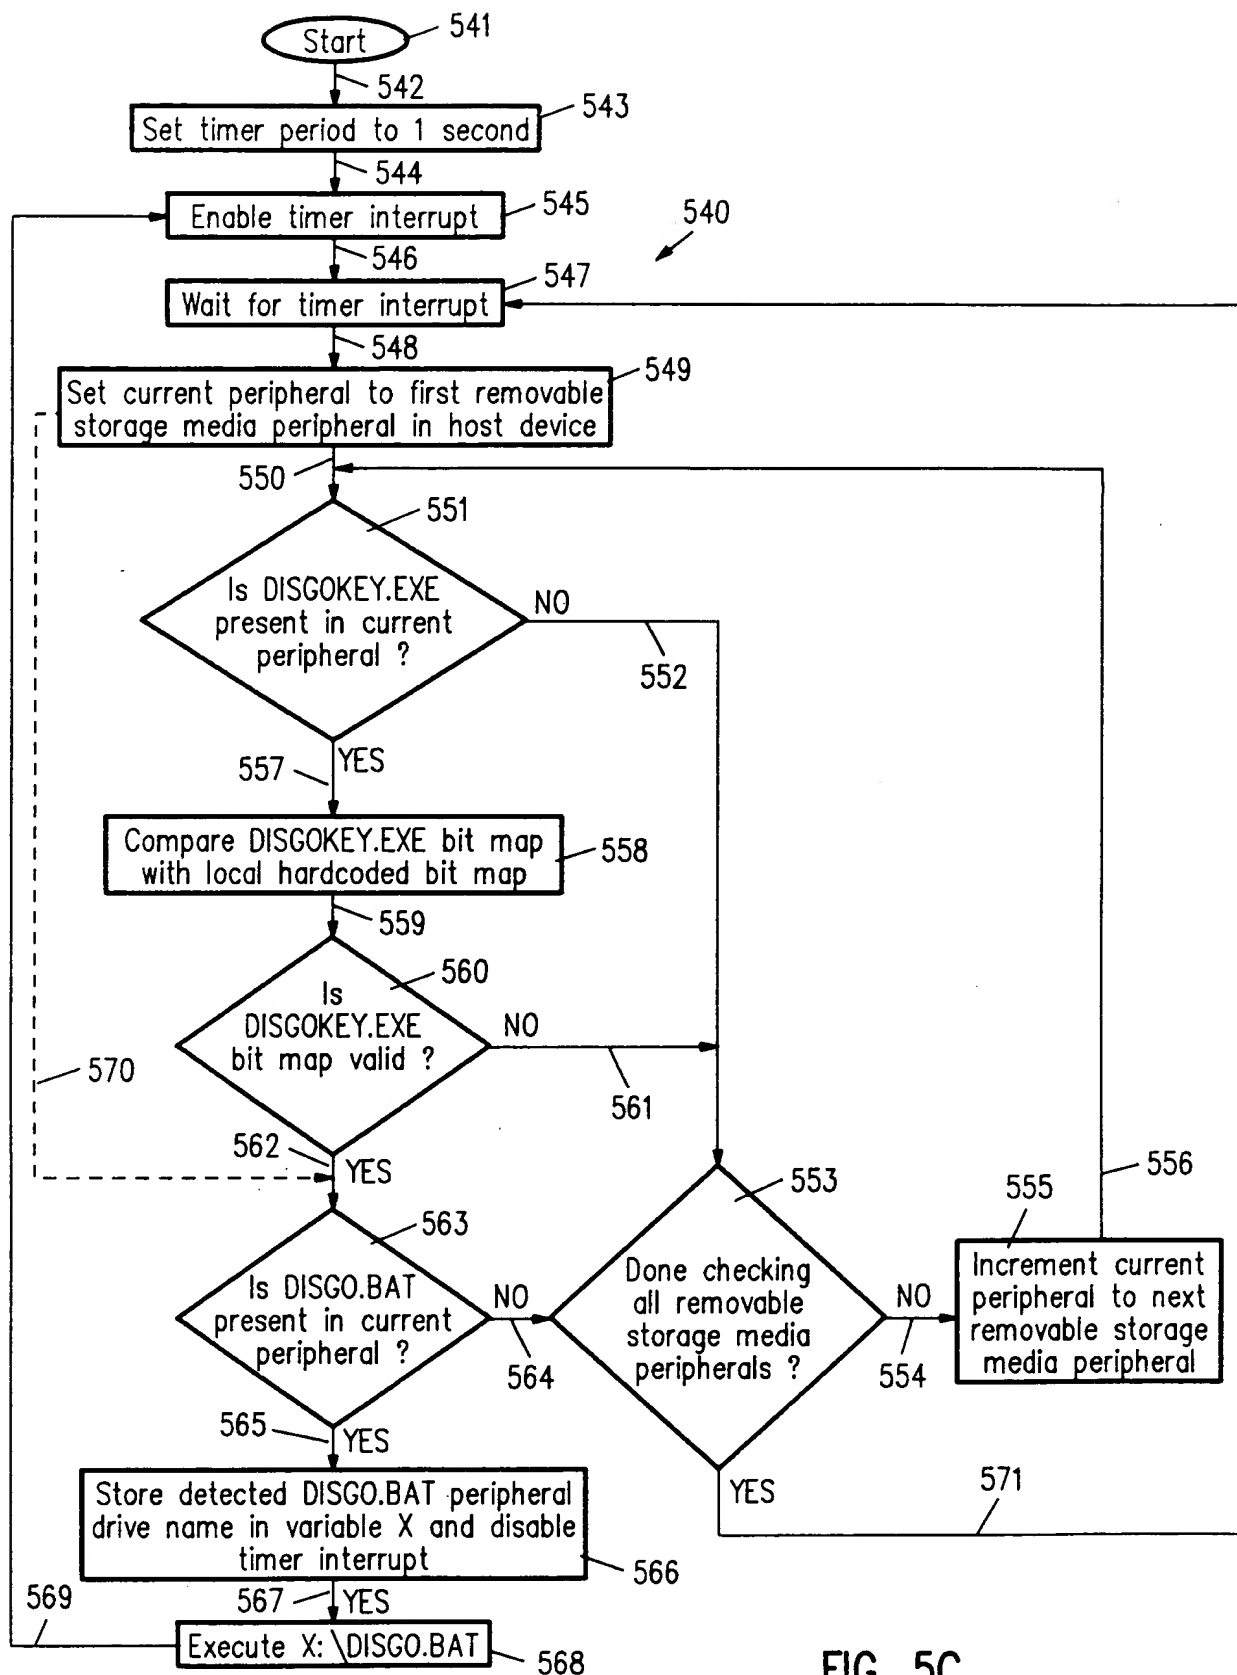 Start
541
542
Set timer period to 1 second
543
544
Enable timer interrupt
545
546
540
Wait for timer interrupt
547
548
Set current peripheral to first removable
storage media peripheral in host device
549
550
551
Is DISGOKEY.EXE
present in current
peripheral ?
NO
552
YES
557
Compare DISGOKEY.EXE bit map
with local hardcoded bit map
558
559
560
Is
DISGOKEY.EXE
bit map valid ?
NO
561
570
562
YES
563
Is DISGO.BAT
present in current
peripheral ?
NO
564
553
Done checking
all removable
storage media
peripherals ?
NO
554
555
556
Increment current
peripheral to next
removable storage
media peripheral
565
YES
YES
571
Store detected DISGO.BAT peripheral
drive name in variable X and disable
timer interrupt
566
567
YES
569
Execute X: \DISGO.BAT
568
FIG. 5C